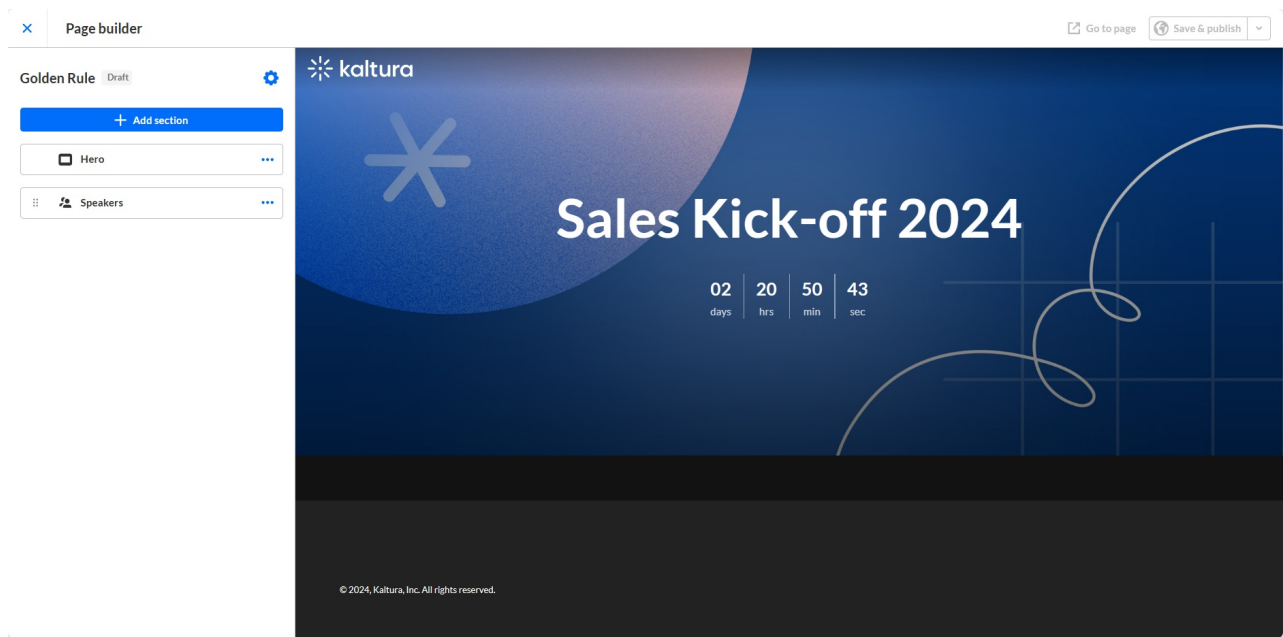 Page builder
Go to page
Save & publish
Golden Rule
Draft
Add section
Hero
Speakers
kaltura
Sales Kick-off 2024
02 20 50 43
days hrs min sec
© 2024, Kaltura, Inc. All rights reserved.